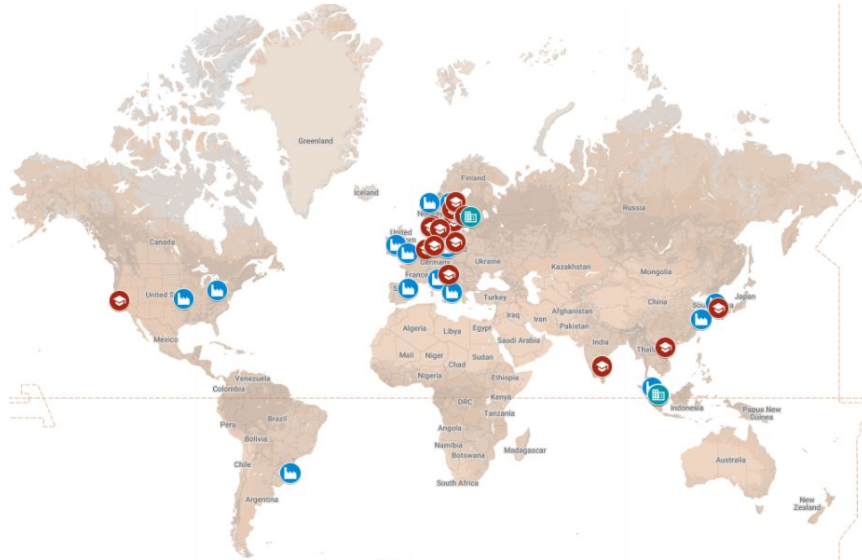 Greenland
Finland
Iceland
Russia
Canada
United
Germany
Ukraine
France
Kazakhstan
Mongolia
United S
Turkey
China
Japan
South
Iraq
Iran
Afghanistan
Pakistan
Mexico
Algeria
Libya
Egypt
Saudi Arabia
India
Mali
Niger
Chad
Sudan
Thaila
Nigeria
Ethiopia
Venezuela
Colombia
Kenya
DRC
Indonesia
Papua New
Guinea
Tanzania
Brazil
Peru
Angola
Bolivia
Namibia
Madagascar
Botswana
Chile
Australia
South Africa
Argentina
New
Zealand